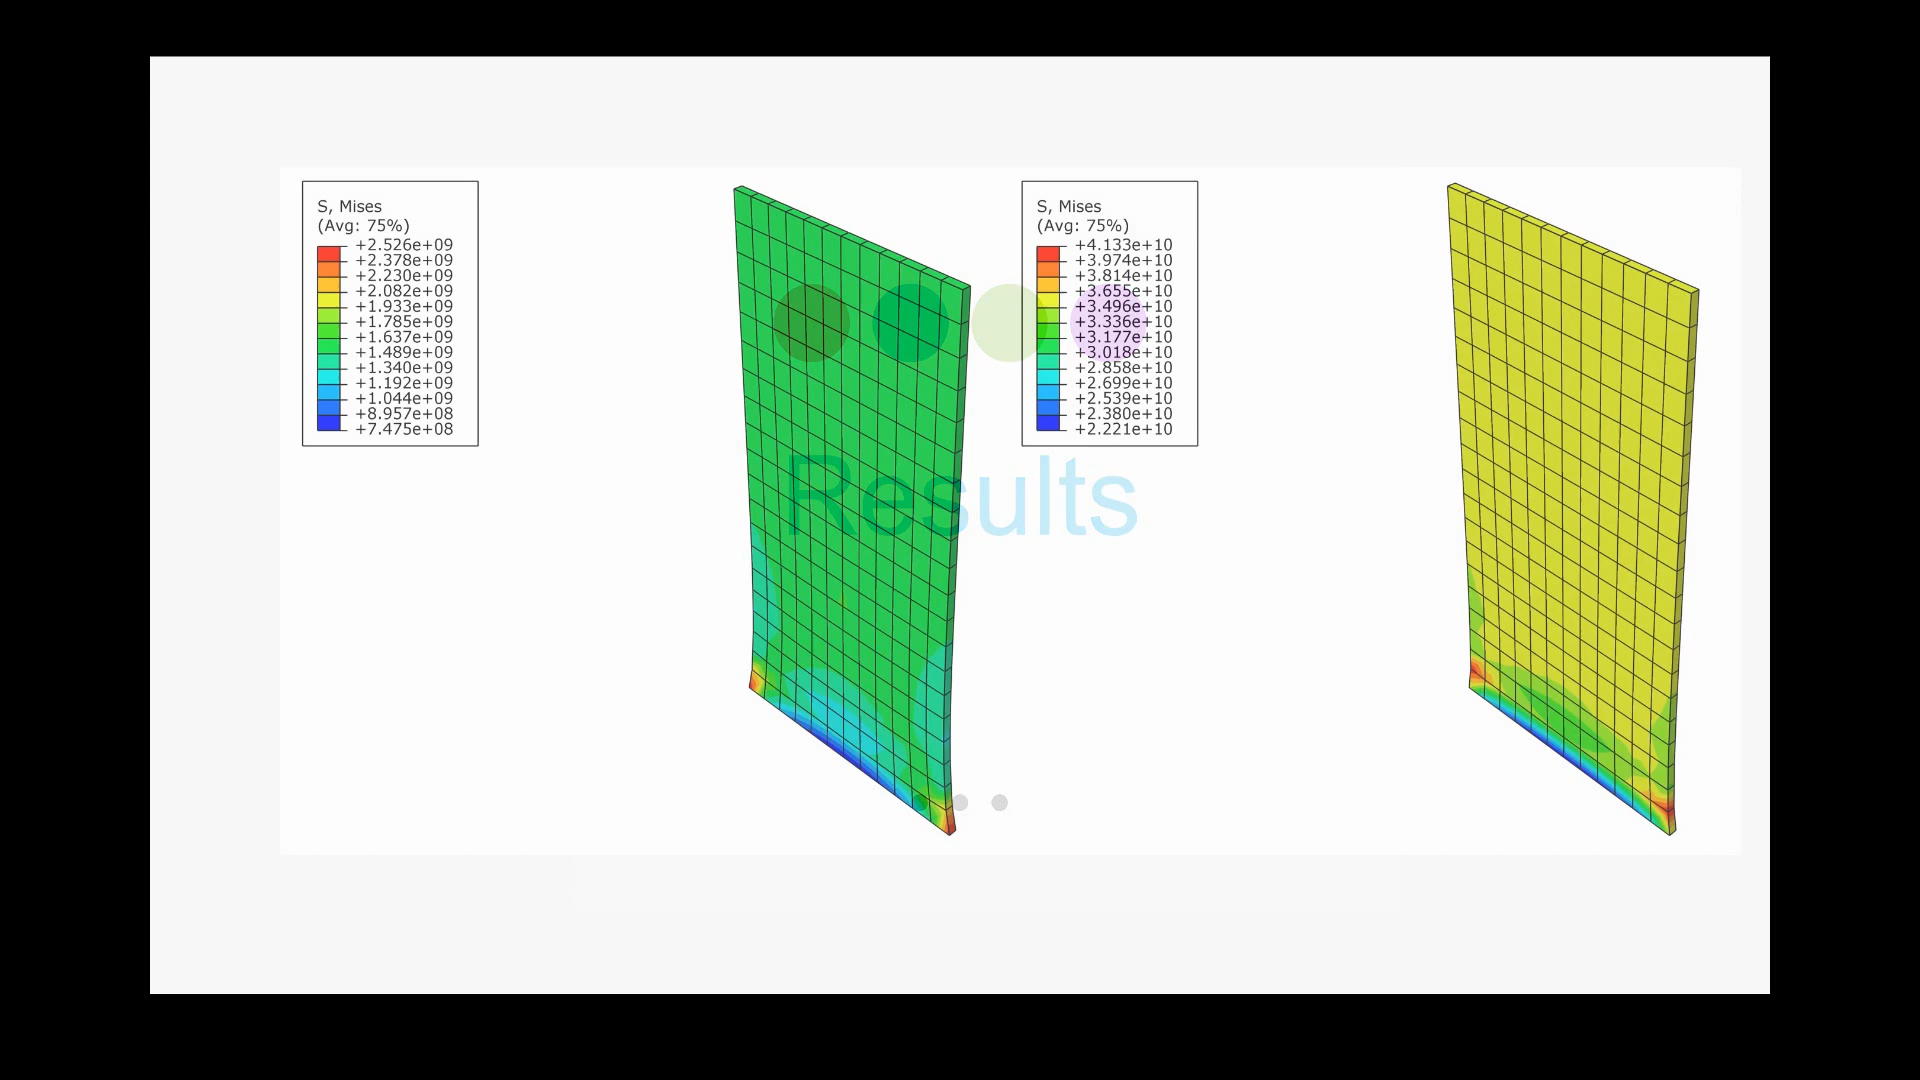 S, Mises
(Avg: 75%)
+2.526e+09
+2.378e+09
+2.230e+09
+2.082e+09
+1.933e+09
+1.785e+09
+1.637e+09
+1.489e+09
+1.340e+09
+1.192e+09
+1.044e+09
+8.957e+08
+7.475e+08
S, Mises
(Avg: 75%)
+4.133e+10
+3.974e+10
+3.814e+10
+3.655e+10
+3.496e+10
+3.336e+10
+3.177e+10
+3.018e+10
+2.858e+10
+2.699e+10
+2.539e+10
+2.380e+10
+2.221e+10
Results